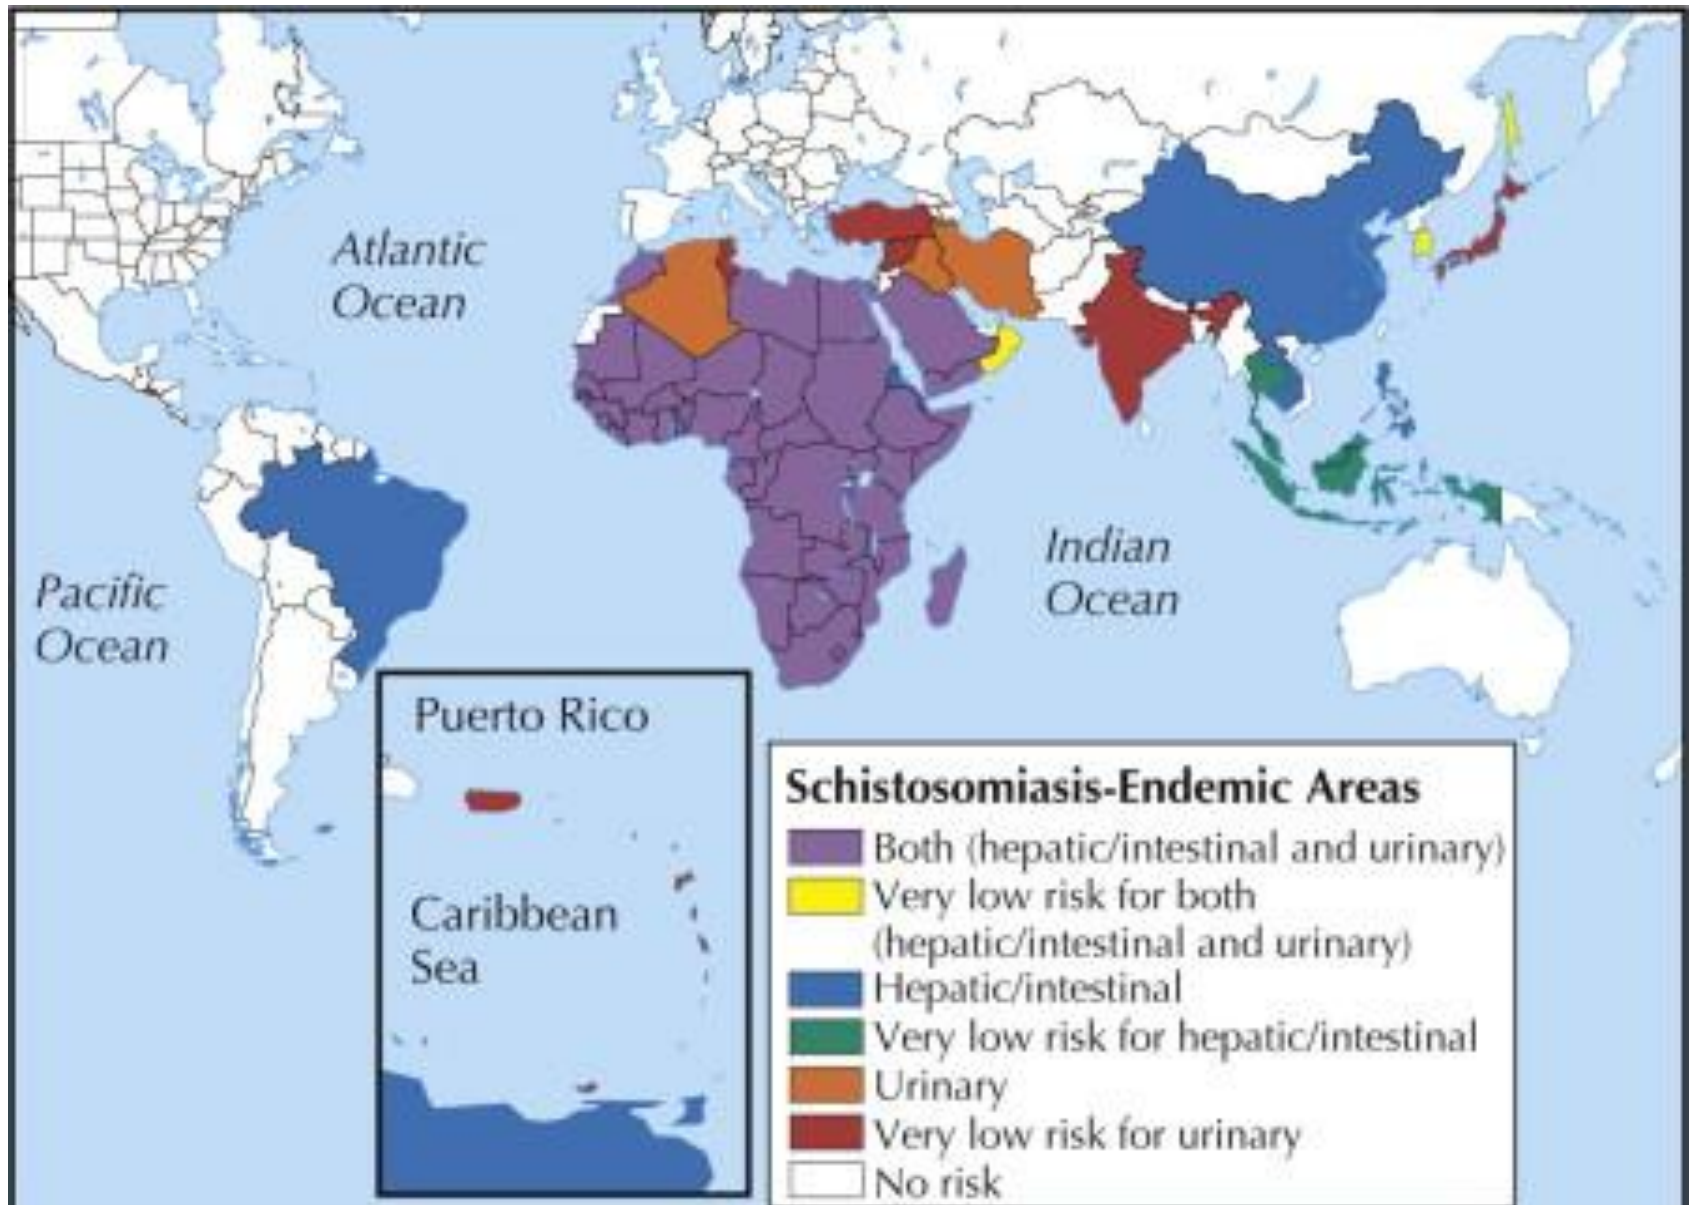 Atlantic
Ocean
Pacific
Ocean
Indian
Ocean
Puerto Rico
Caribbean
Sea
Schistosomiasis-Endemic Areas
Both (hepatic/intestinal and urinary)
Very low risk for both
(hepatic/intestinal and urinary)
Hepatic/intestinal
Very low risk for hepatic/intestinal
Urinary
Very low risk for urinary
No risk